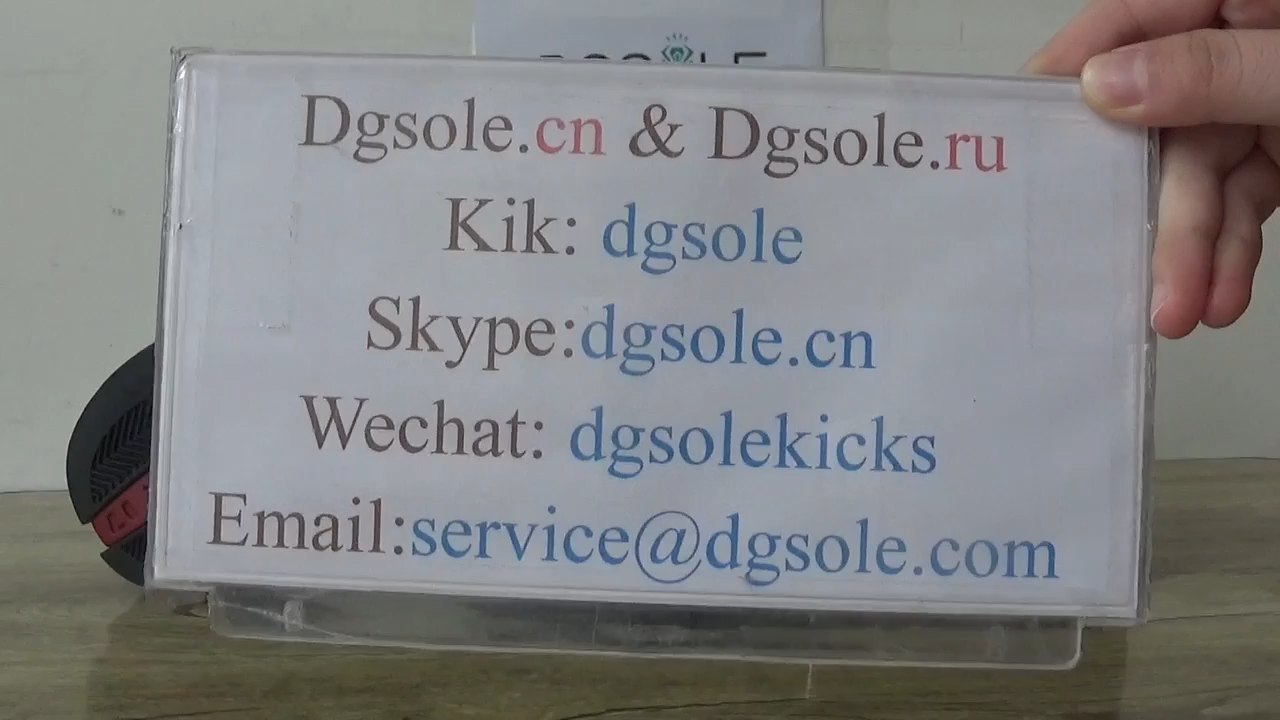 Dgsole.cn & Dgsole.ru
Kik: dgsole
Skype:dgsole.cn
Wechat: dgsolekicks
Email:service@dgsole.com